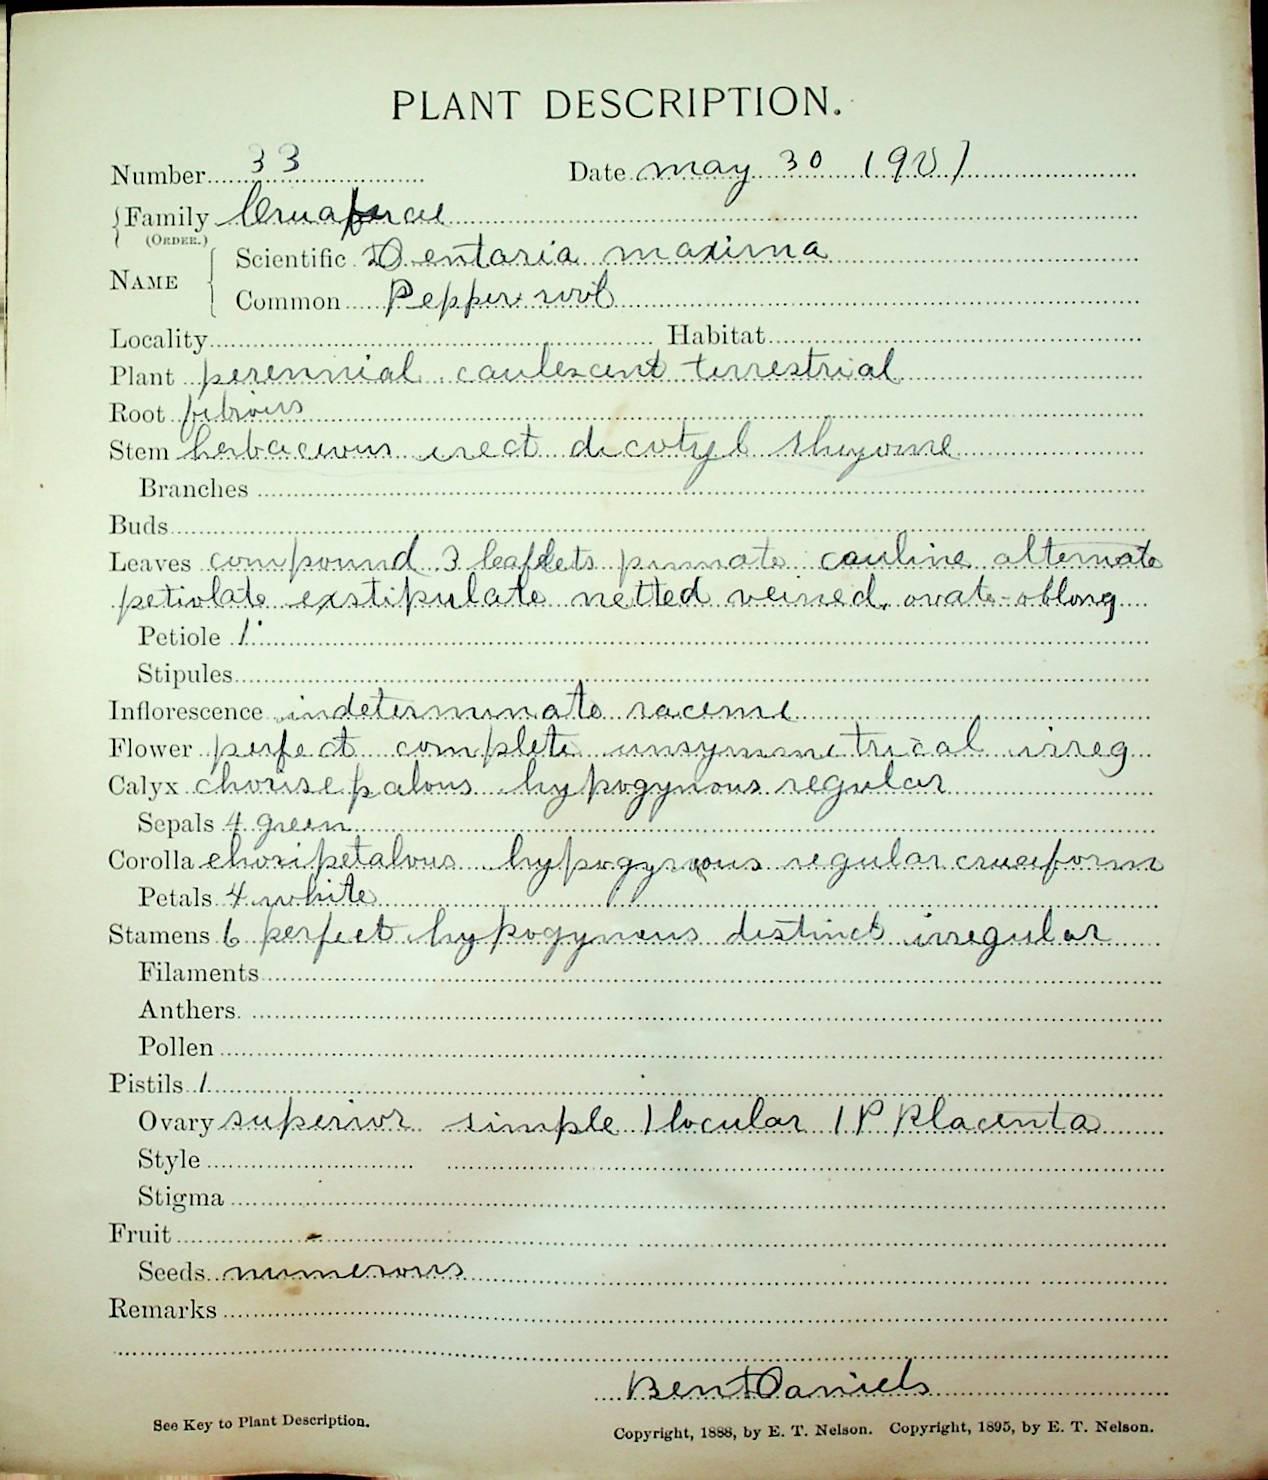 PLANT DESCRIPTION.
Number 33 Date may 30 1901
Family
(ORDER.)
NAME
Scientific Dentaria maxima
Common Pepper root
Locality Habitat
Plant perennial caulescent terrestrial
Root fibrous
Stem herbaceous erect dicotyl
Branches
Buds
Leaves compound 3 leaflets pinnate cauline alternate
petiolate exstipulate netted veined. ovate-oblong
Petiole 1"
Stipules
Inflorescence indeterminate raceme
Flower perfect complete unsymmetrical irreg
Calyx chorisepalous hypogynous regular
Sepals 4 green
Corolla choripetalous hypogynous regular cruciform
Petals 4 white
Stamens 6 perfect hypogynous distinct irregular
Filaments
Anthers.
Pollen
Pistils 1
Ovary superior simple 1 locular 1 P Placenta
Style
Stigma
Fruit
Seeds numerous
Remarks
Bent Daniels
See Key to Plant Description.
Copyright, 1888, by E. T. Nelson. Copyright, 1895, by E. T. Nelson.